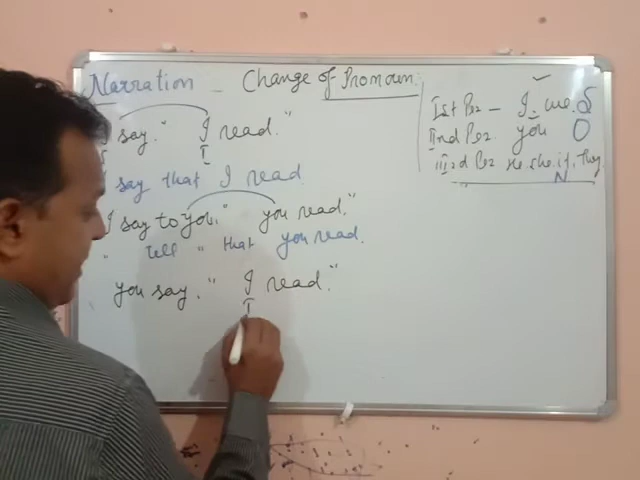 Narration - Change of Pronoun.
I say." I read."
I
I say that I read.
I say to you." you read."
" tell " that you read.
you say." I read."
I
Ist Per - I. we. S
IInd Per. you O
IIIrd Per He. she. it, they
N